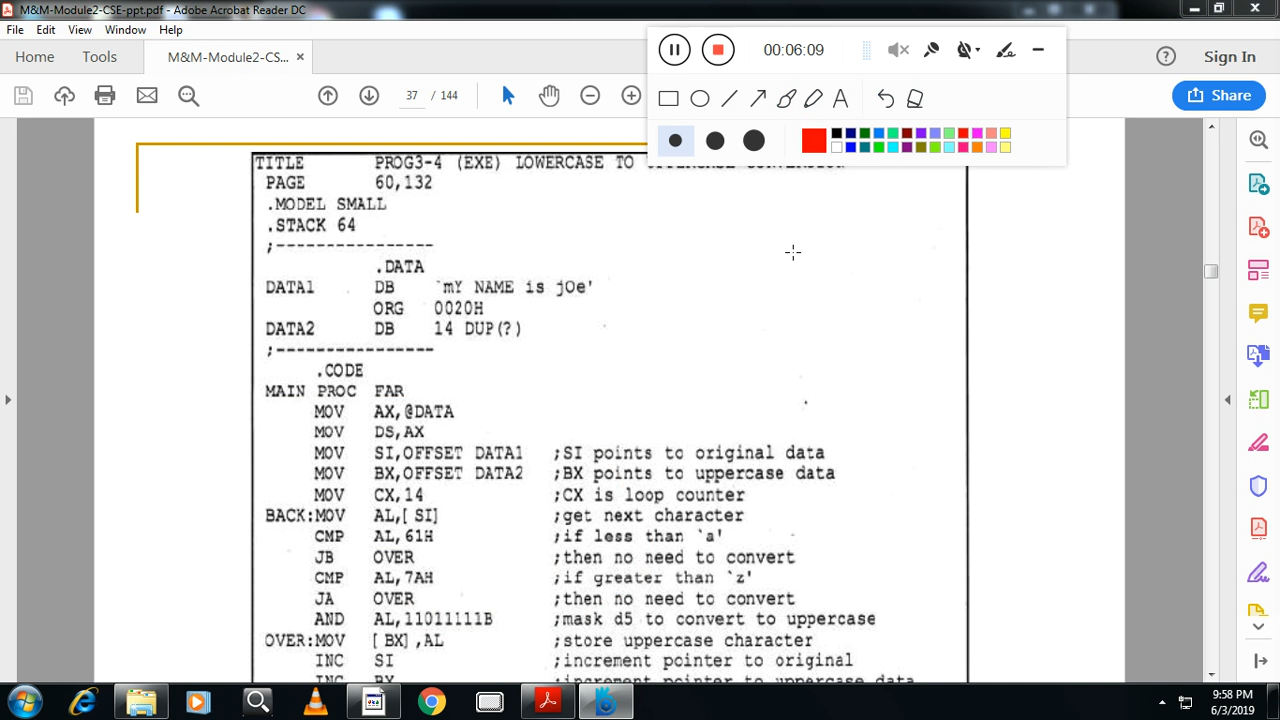 M&M-Module2-CSE-ppt.pdf - Adobe Acrobat Reader DC
File Edit View Window Help
Home Tools M&M-Module2-CS... ×
00:06:09
Sign In
37 / 144
Share
TITLE PROG3-4 (EXE) LOWERCASE TO
PAGE 60,132
.MODEL SMALL
.STACK 64
;----------------
.DATA
DATA1 DB `mY NAME is jOe'
ORG 0020H
DATA2 DB 14 DUP(?)
;----------------
.CODE
MAIN PROC FAR
MOV AX,@DATA
MOV DS,AX
MOV SI,OFFSET DATA1 ;SI points to original data
MOV BX,OFFSET DATA2 ;BX points to uppercase data
MOV CX,14 ;CX is loop counter
BACK:MOV AL,[ SI] ;get next character
CMP AL,61H ;if less than `a'
JB OVER ;then no need to convert
CMP AL,7AH ;if greater than `z'
JA OVER ;then no need to convert
AND AL,11011111B ;mask d5 to convert to uppercase
OVER:MOV [ BX] ,AL ;store uppercase character
INC SI ;increment pointer to original
INC BX ;increment pointer to uppercase data
9:58 PM
6/3/2019